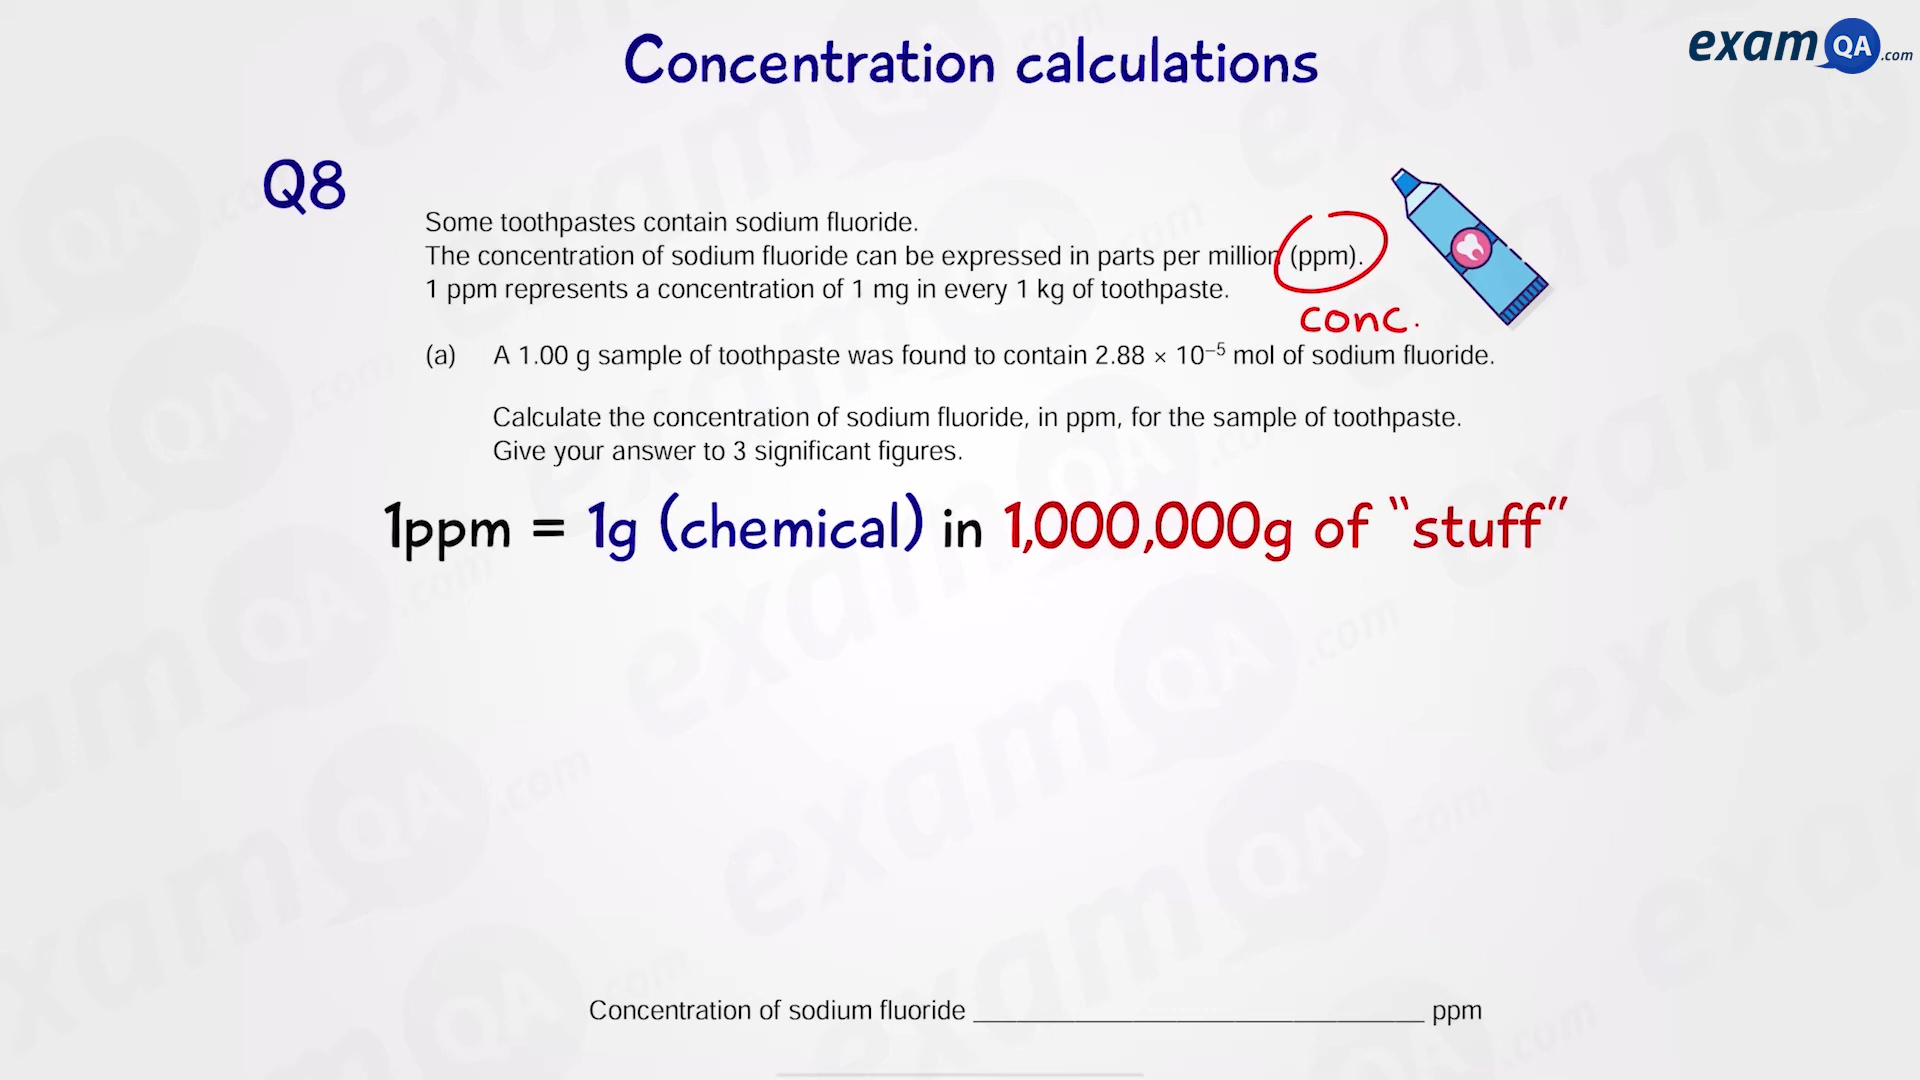 Concentration calculations
examQA.com
Q8
Some toothpastes contain sodium fluoride.
The concentration of sodium fluoride can be expressed in parts per million (ppm).
1 ppm represents a concentration of 1 mg in every 1 kg of toothpaste.
conc.
(a) A 1.00 g sample of toothpaste was found to contain 2.88 × 10⁻⁵ mol of sodium fluoride.
Calculate the concentration of sodium fluoride, in ppm, for the sample of toothpaste.
Give your answer to 3 significant figures.
1ppm = 1g (chemical) in 1,000,000g of “stuff”
Concentration of sodium fluoride ______________________________ ppm